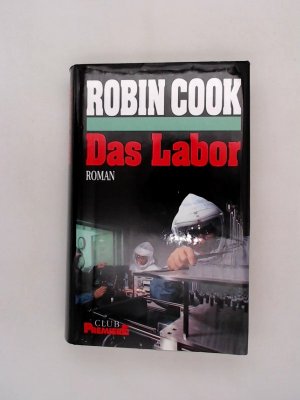 ROBIN COOK
Das Labor
ROMAN
CLUB
PREMIERE